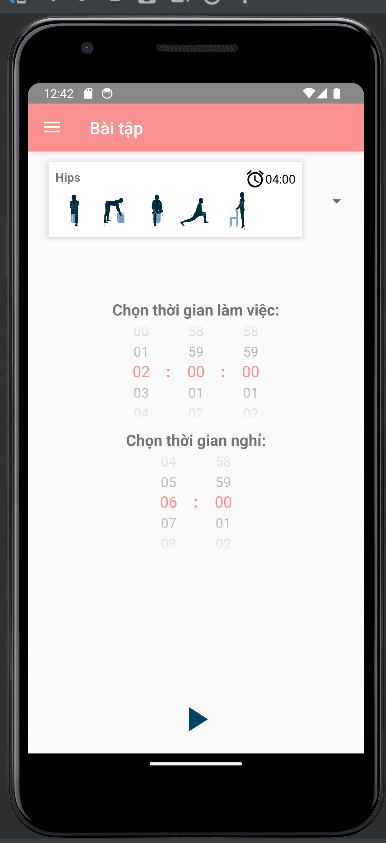 12:42
Bài tập
Hips 04:00
Chọn thời gian làm việc:
00 58 58
01 59 59
02 : 00 : 00
03 01 01
04 02 02
Chọn thời gian nghỉ:
04 58
05 59
06 : 00
07 01
08 02